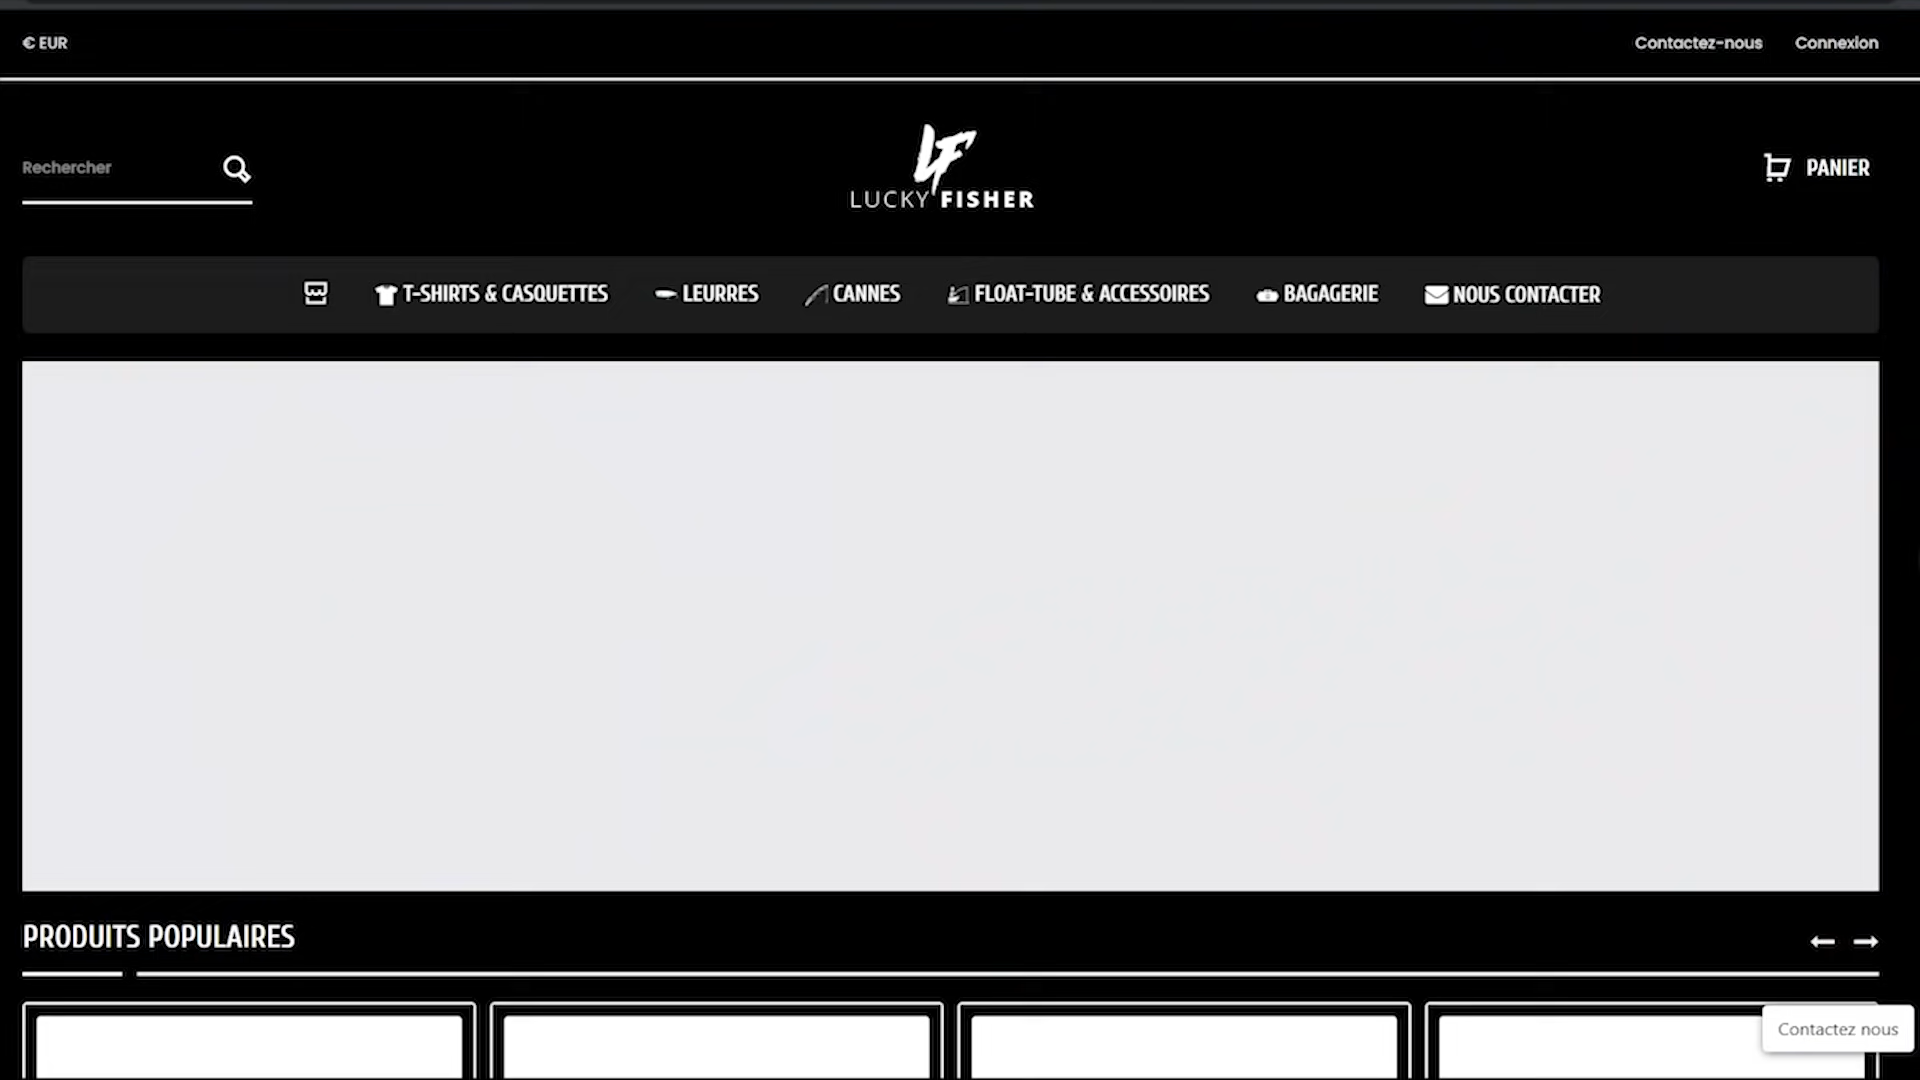 € EUR
Contactez-nous
Connexion
Rechercher
LF
LUCKY FISHER
PANIER
T-SHIRTS & CASQUETTES
LEURRES
CANNES
FLOAT-TUBE & ACCESSOIRES
BAGAGERIE
NOUS CONTACTER
PRODUITS POPULAIRES
Contactez nous